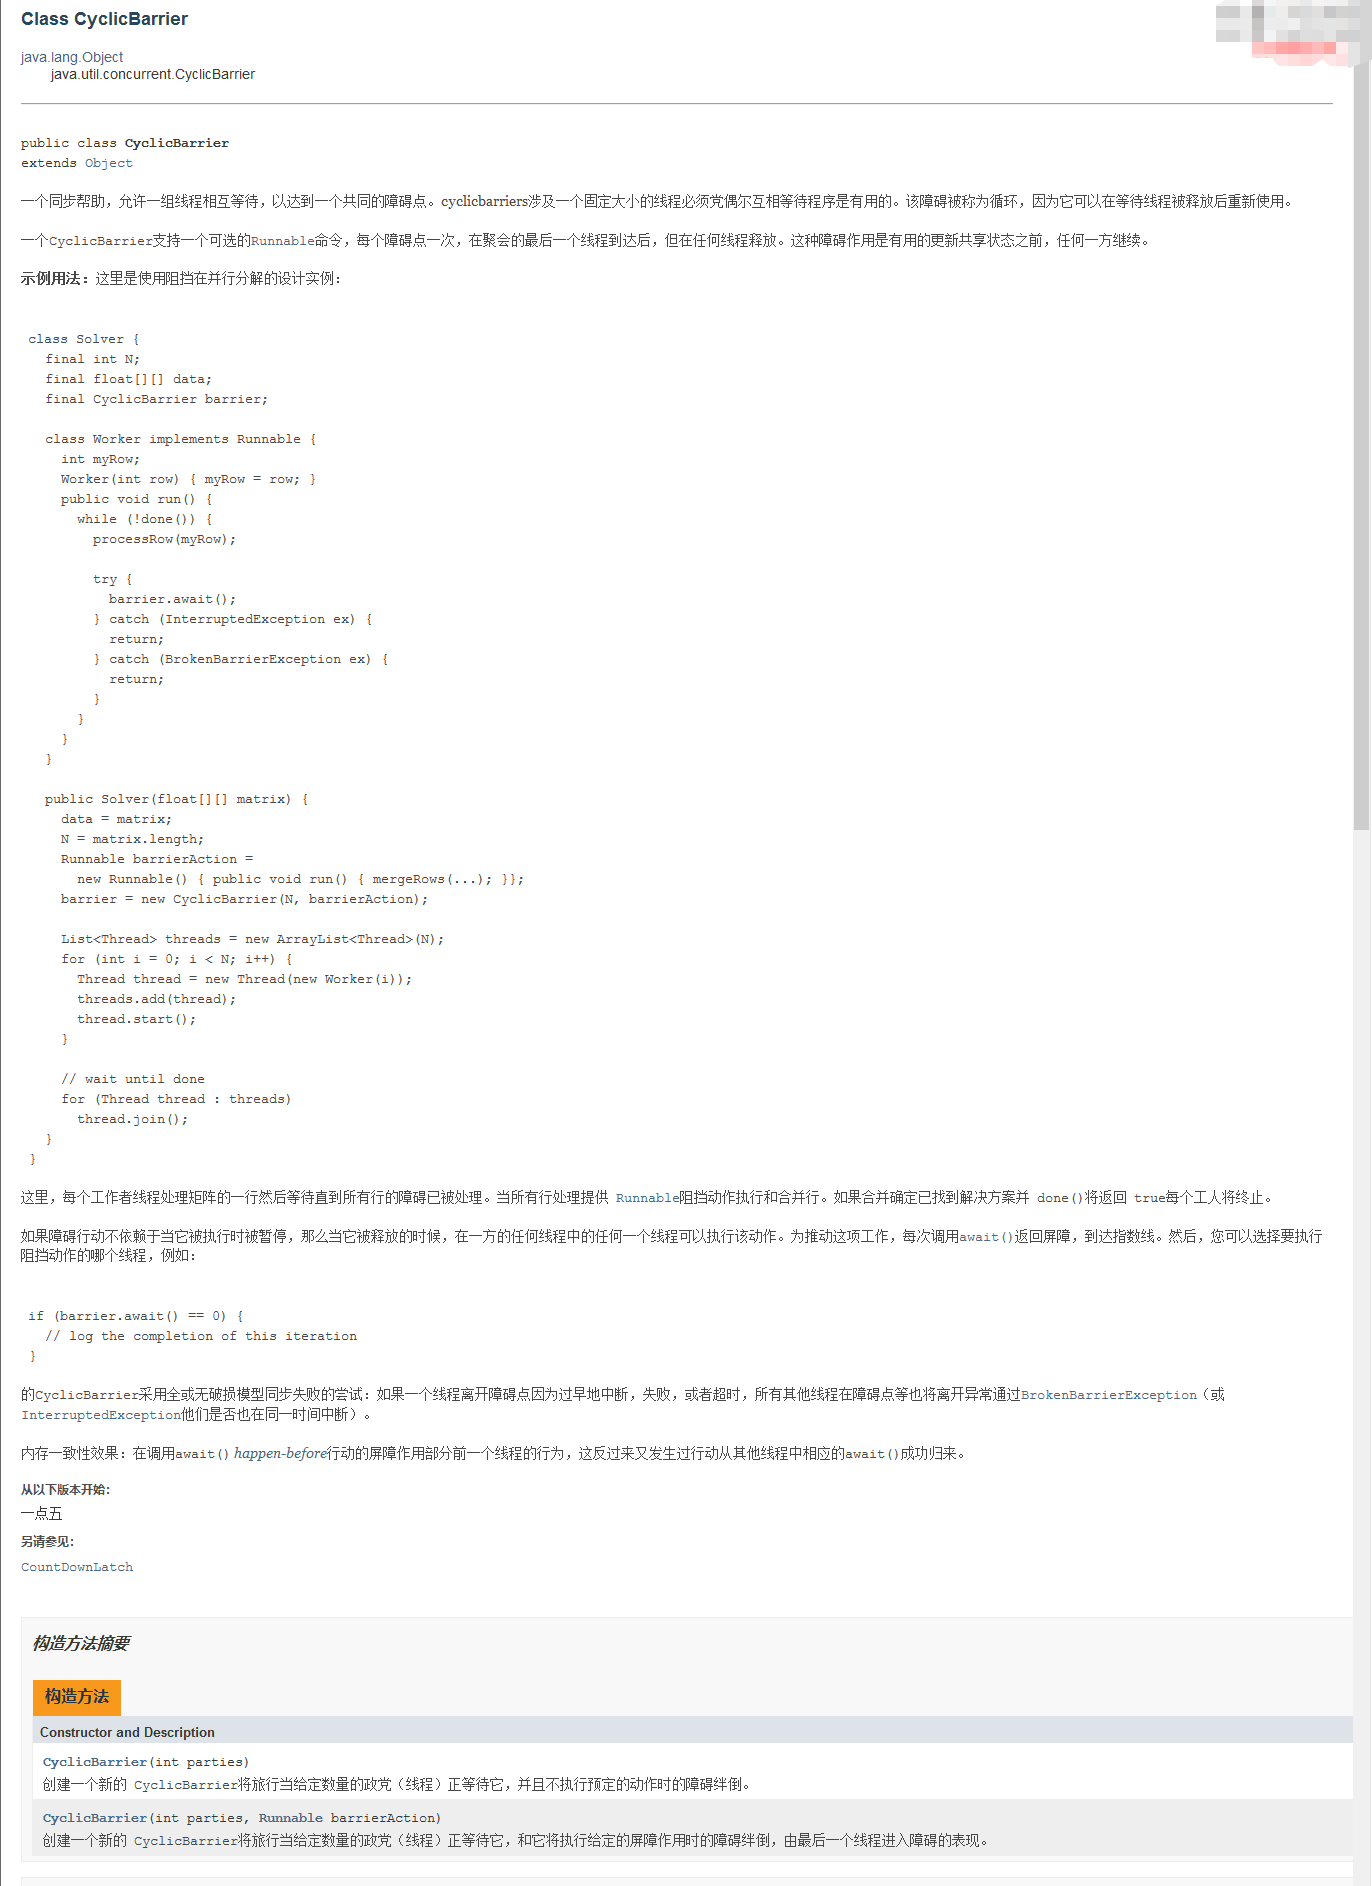 Class CyclicBarrier
java.lang.Object
java.util.concurrent.CyclicBarrier
public class CyclicBarrier
extends Object
一个同步帮助，允许一组线程相互等待，以达到一个共同的障碍点。cyclicbarriers涉及一个固定大小的线程必须党偶尔互相等待程序是有用的。该障碍被称为循环，因为它可以在等待线程被释放后重新使用。
一个CyclicBarrier支持一个可选的Runnable命令，每个障碍点一次，在聚会的最后一个线程到达后，但在任何线程释放。这种障碍作用是有用的更新共享状态之前，任何一方继续。
示例用法：这里是使用阻挡在并行分解的设计实例：
class Solver {
final int N;
final float[][] data;
final CyclicBarrier barrier;
class Worker implements Runnable {
int myRow;
Worker(int row) { myRow = row; }
public void run() {
while (!done()) {
processRow(myRow);
try {
barrier.await();
} catch (InterruptedException ex) {
return;
} catch (BrokenBarrierException ex) {
return;
}
}
}
}
public Solver(float[][] matrix) {
data = matrix;
N = matrix.length;
Runnable barrierAction =
new Runnable() { public void run() { mergeRows(...); }};
barrier = new CyclicBarrier(N, barrierAction);
List<Thread> threads = new ArrayList<Thread>(N);
for (int i = 0; i < N; i++) {
Thread thread = new Thread(new Worker(i));
threads.add(thread);
thread.start();
}
// wait until done
for (Thread thread : threads)
thread.join();
}
}
这里，每个工作者线程处理矩阵的一行然后等待直到所有行的障碍已被处理。当所有行处理提供 Runnable阻挡动作执行和合并行。如果合并确定已找到解决方案并 done()将返回 true每个工人将终止。
如果障碍行动不依赖于当它被执行时被暂停，那么当它被释放的时候，在一方的任何线程中的任何一个线程可以执行该动作。为推动这项工作，每次调用await()返回屏障，到达指数线。然后，您可以选择要执行
阻挡动作的哪个线程，例如：
if (barrier.await() == 0) {
// log the completion of this iteration
}
的CyclicBarrier采用全或无破损模型同步失败的尝试：如果一个线程离开障碍点因为过早地中断，失败，或者超时，所有其他线程在障碍点等也将离开异常通过BrokenBarrierException（或
InterruptedException他们是否也在同一时间中断）。
内存一致性效果：在调用await() happen-before行动的屏障作用部分前一个线程的行为，这反过来又发生过行动从其他线程中相应的await()成功归来。
从以下版本开始：
一点五
另请参见：
CountDownLatch
构造方法摘要
构造方法
Constructor and Description
CyclicBarrier(int parties)
创建一个新的 CyclicBarrier将旅行当给定数量的政党（线程）正等待它，并且不执行预定的动作时的障碍绊倒。
CyclicBarrier(int parties, Runnable barrierAction)
创建一个新的 CyclicBarrier将旅行当给定数量的政党（线程）正等待它，和它将执行给定的屏障作用时的障碍绊倒，由最后一个线程进入障碍的表现。